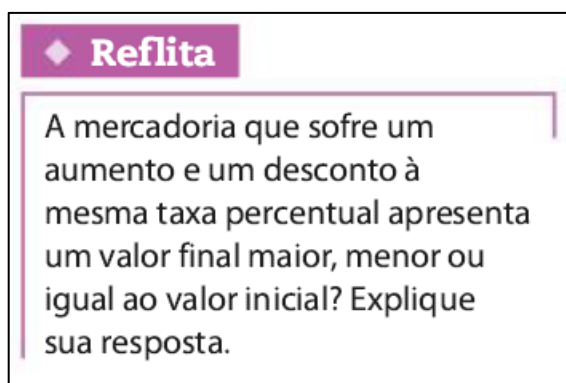 Reflita
A mercadoria que sofre um
aumento e um desconto à
mesma taxa percentual apresenta
um valor final maior, menor ou
igual ao valor inicial? Explique
sua resposta.